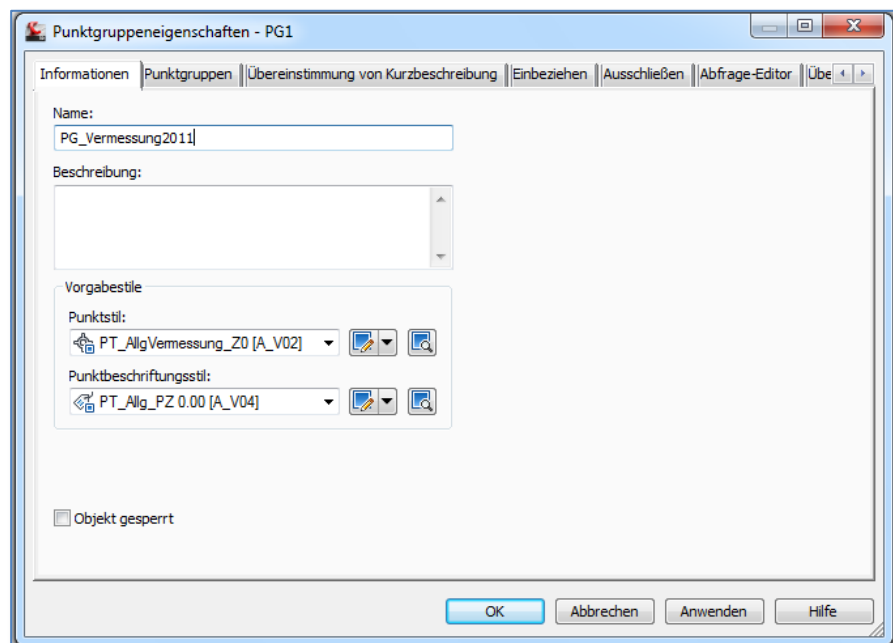 Punktgruppeneigenschaften - PG1
Informationen Punktgruppen Übereinstimmung von Kurzbeschreibung Einbeziehen Ausschließen Abfrage-Editor Übe
Name:
PG_Vermessung2011
Beschreibung:
Vorgabestile
Punktstil:
PT_AllgVermessung_Z0 [A_V02]
Punktbeschriftungsstil:
PT_Allg_PZ 0.00 [A_V04]
Objekt gesperrt
OK Abbrechen Anwenden Hilfe